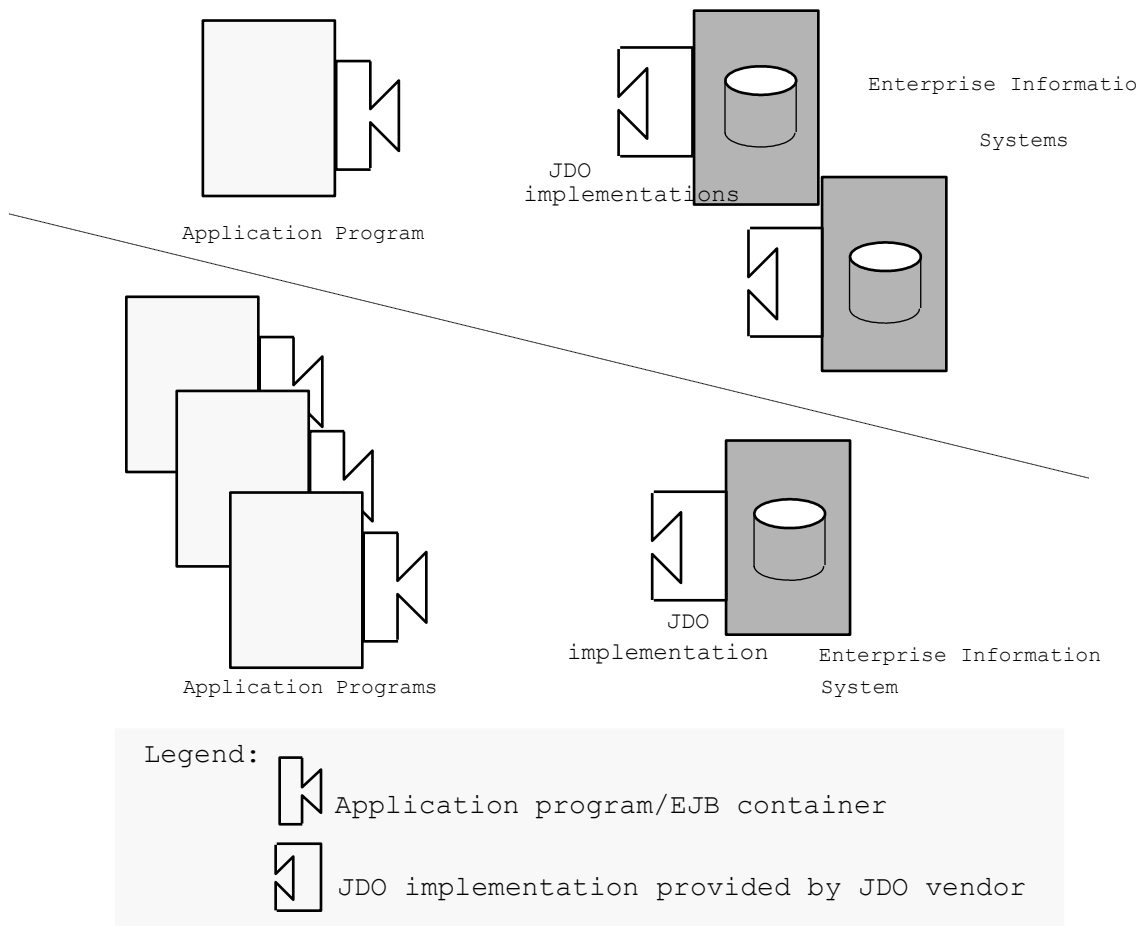 Enterprise Informatio
Systems
JDO
implementations
Application Program
JDO
implementation
Enterprise Information
System
Application Programs
Legend:
Application program/EJB container
JDO implementation provided by JDO vendor